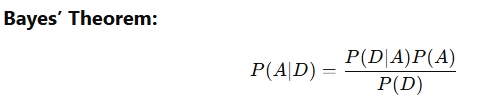 Bayes’ Theorem:
P(A|D) = P(D|A)P(A) / P(D)